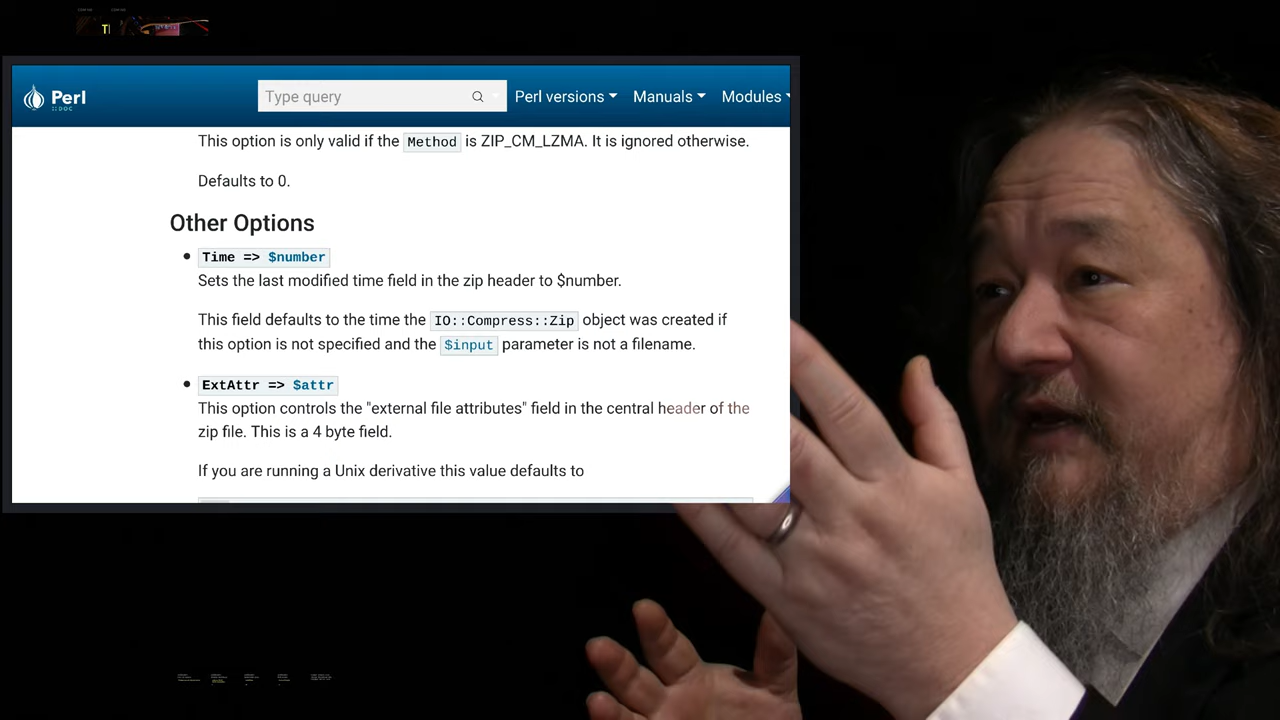 Perl
:: DOC
Type query
Perl versions
Manuals
Modules
This option is only valid if the Method is ZIP_CM_LZMA. It is ignored otherwise.
Defaults to 0.
Other Options
Time => $number
Sets the last modified time field in the zip header to $number.
This field defaults to the time the IO::Compress::Zip object was created if
this option is not specified and the $input parameter is not a filename.
ExtAttr => $attr
This option controls the "external file attributes" field in the central header of the
zip file. This is a 4 byte field.
If you are running a Unix derivative this value defaults to